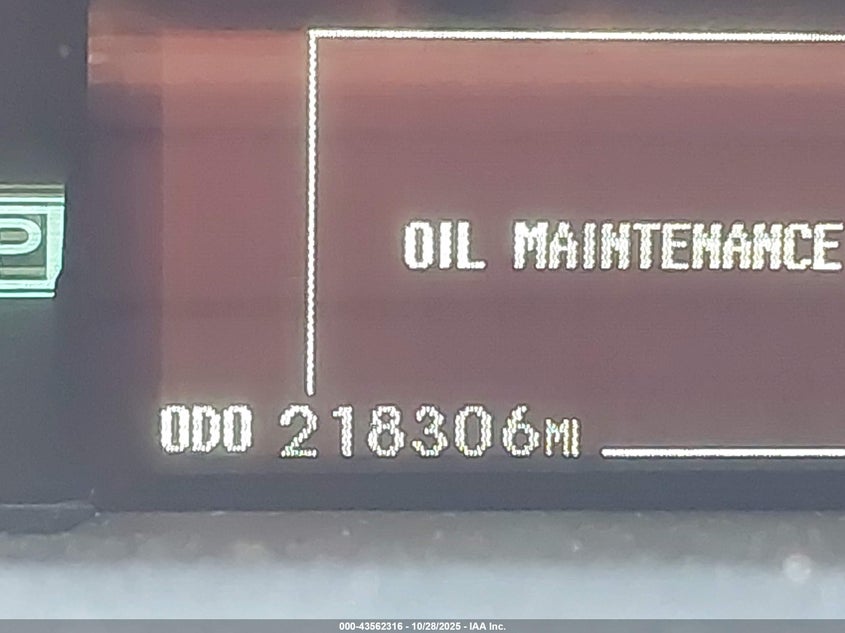 P
OIL MAINTENANCE
ODO 218306MI
000-43562316 - 10/28/2025 - IAA Inc.